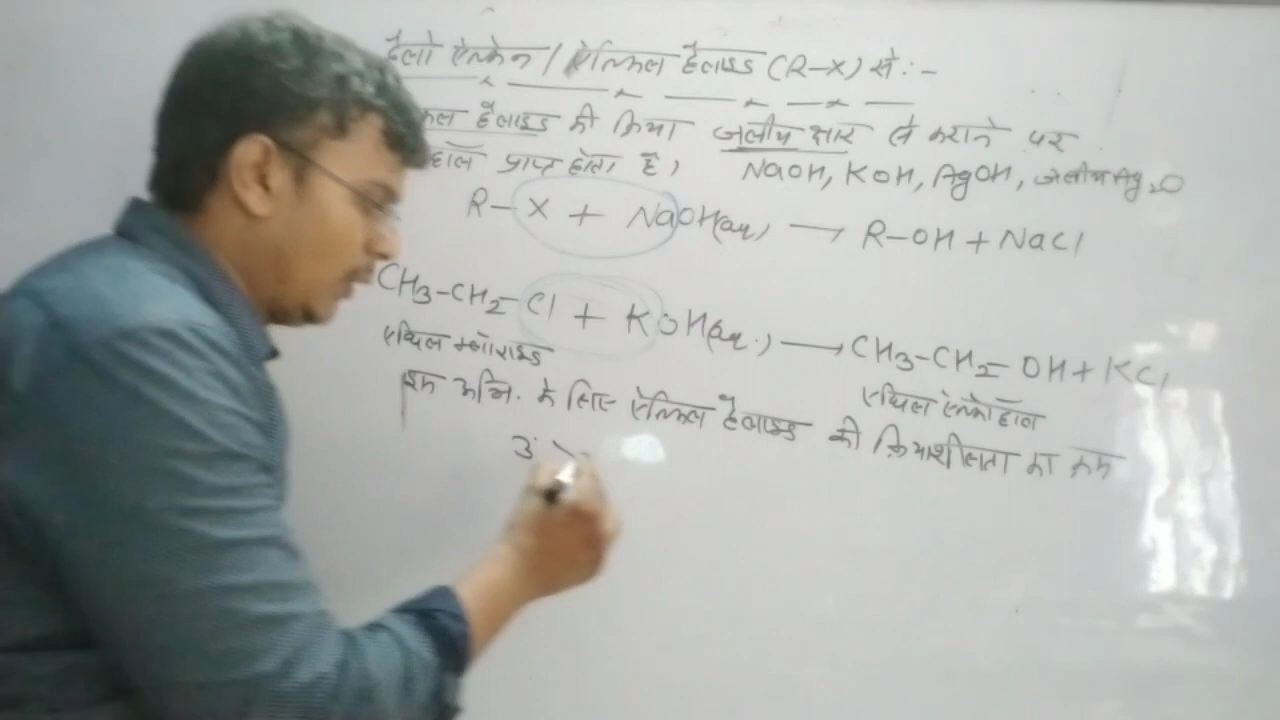 हैलो ऐल्केन / ऐल्किल हैलाइड (R-X) से :-
कल हैलाइड की क्रिया जलीय क्षार से कराने पर
हॉल प्राप्त होता है। NaOH, KOH, AgOH, जलीय Ag2O
R-X + NaOH(aq) → R-OH + NaCl
CH3-CH2-Cl + KOH(aq.) → CH3-CH2-OH + KCl
एथिल क्लोराइड एथिल ऐल्कोहॉल
इस अभि. के लिए ऐल्किल हैलाइड की क्रियाशीलता का क्रम
3° >